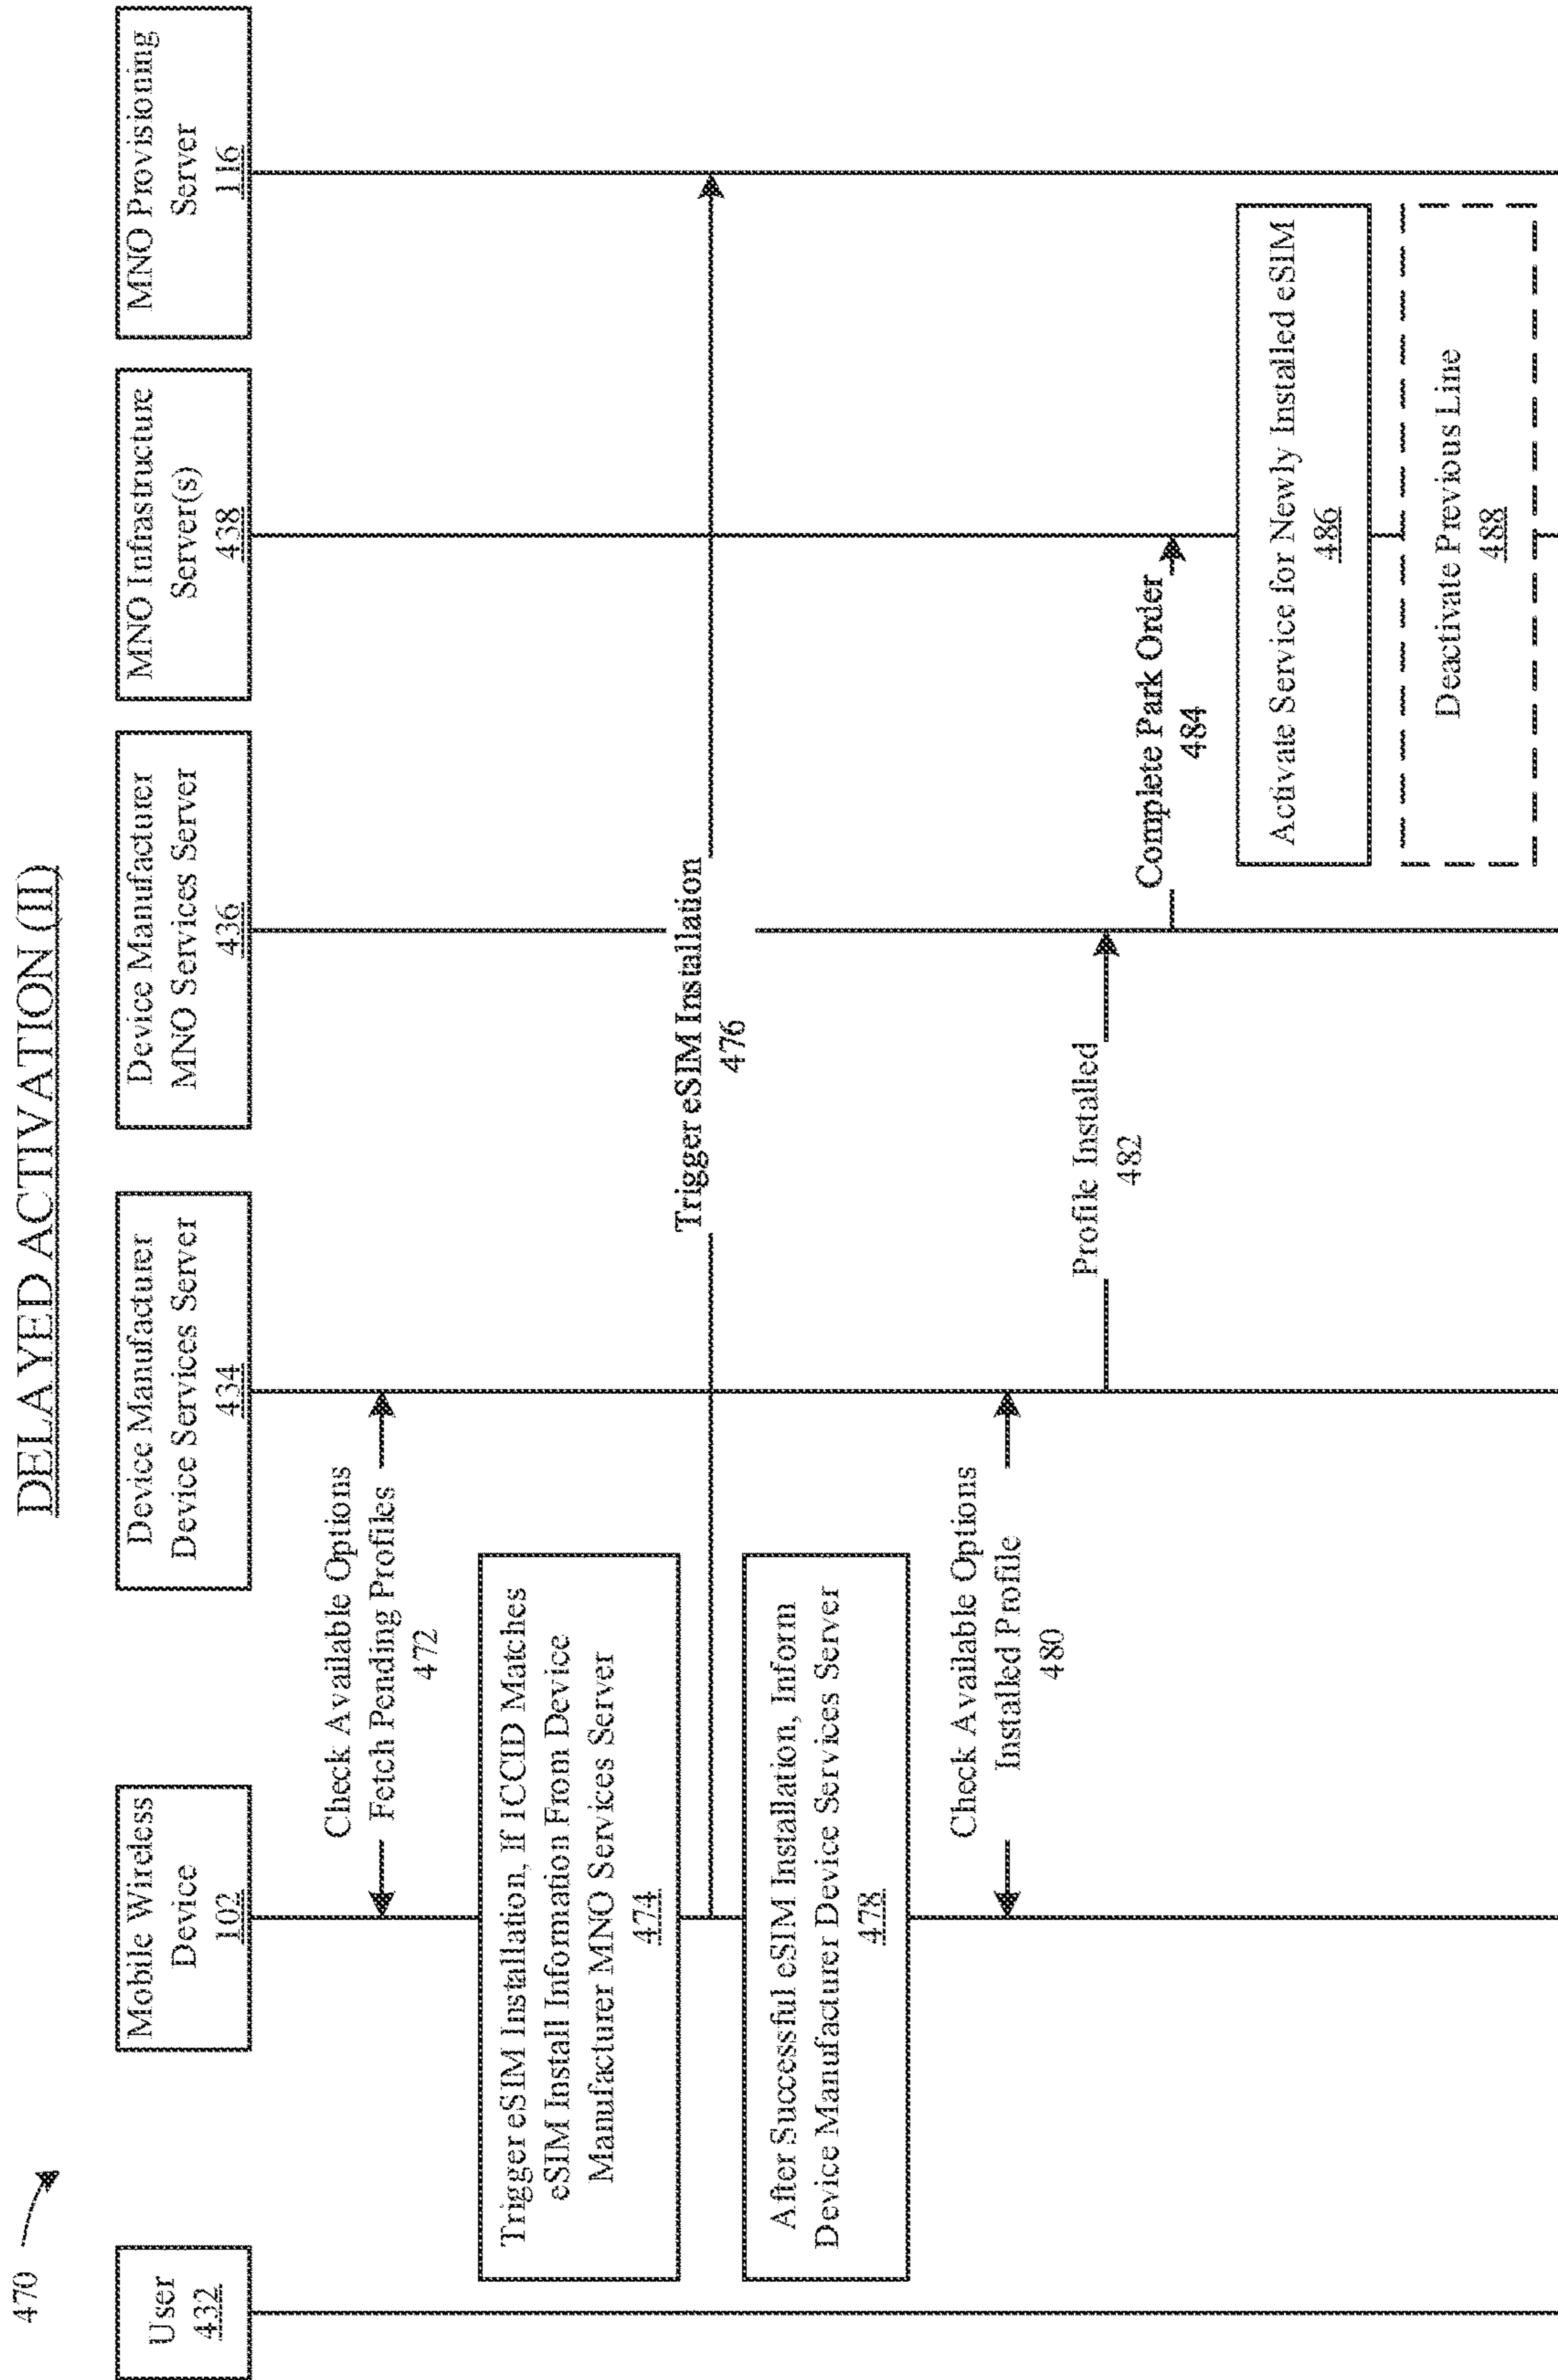 DELAYED ACTIVATION (II)
470
User
432
Mobile Wireless
Device
102
Device Manufacturer
Device Services Server
434
Device Manufacturer
MNO Services Server
436
MNO Infrastructure
Server(s)
438
MNO Provisioning
Server
116
Check Available Options
Fetch Pending Profiles
472
Trigger eSIM Installation, If ICCID Matches
eSIM Install Information From Device
Manufacturer MNO Services Server
474
Trigger eSIM Installation
476
After Successful eSIM Installation, Inform
Device Manufacturer Device Services Server
478
Check Available Options
Installed Profile
480
Profile Installed
482
Complete Park Order
484
Activate Service for Newly Installed eSIM
486
Deactivate Previous Line
488